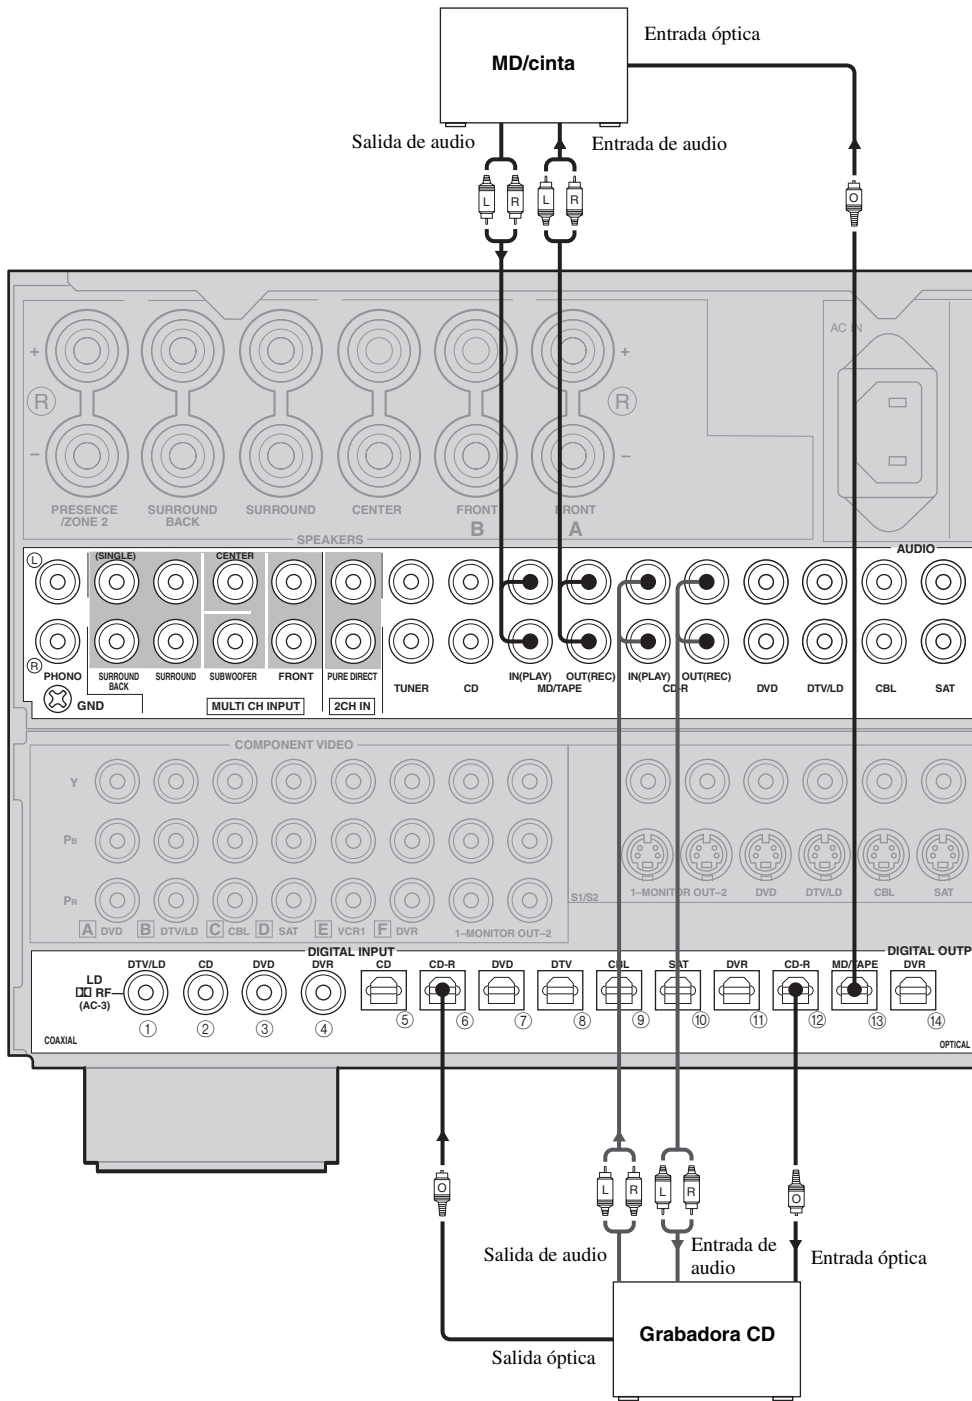 MD/cinta
Entrada óptica
Salida de audio
Entrada de audio
L R L R
O
AC IN
+ +
R R
– –
PRESENCE /ZONE 2
SURROUND BACK
SURROUND
CENTER
FRONT B
FRONT A
SPEAKERS
AUDIO
L
(SINGLE)
CENTER
R
PHONO
SURROUND BACK
SURROUND
SUBWOOFER
FRONT
PURE DIRECT
TUNER
CD
IN(PLAY) OUT(REC)
MD/TAPE
IN(PLAY) OUT(REC)
CD-R
DVD
DTV/LD
CBL
SAT
GND
MULTI CH INPUT
2CH IN
COMPONENT VIDEO
Y
PB
PR
A DVD
B DTV/LD
C CBL
D SAT
E VCR1
F DVR
1–MONITOR OUT–2
S1/S2
1–MONITOR OUT–2
DVD
DTV/LD
CBL
SAT
DIGITAL INPUT
DIGITAL OUTP
DTV/LD CD DVD DVR CD CD-R DVD DTV CBL SAT DVR CD-R MD/TAPE DVR
LD
DD RF
(AC-3)
① ② ③ ④ ⑤ ⑥ ⑦ ⑧ ⑨ ⑩ ⑪ ⑫ ⑬ ⑭
COAXIAL
OPTICAL
O
L R L R
O
Salida de audio
Entrada de
audio
Entrada óptica
Grabadora CD
Salida óptica